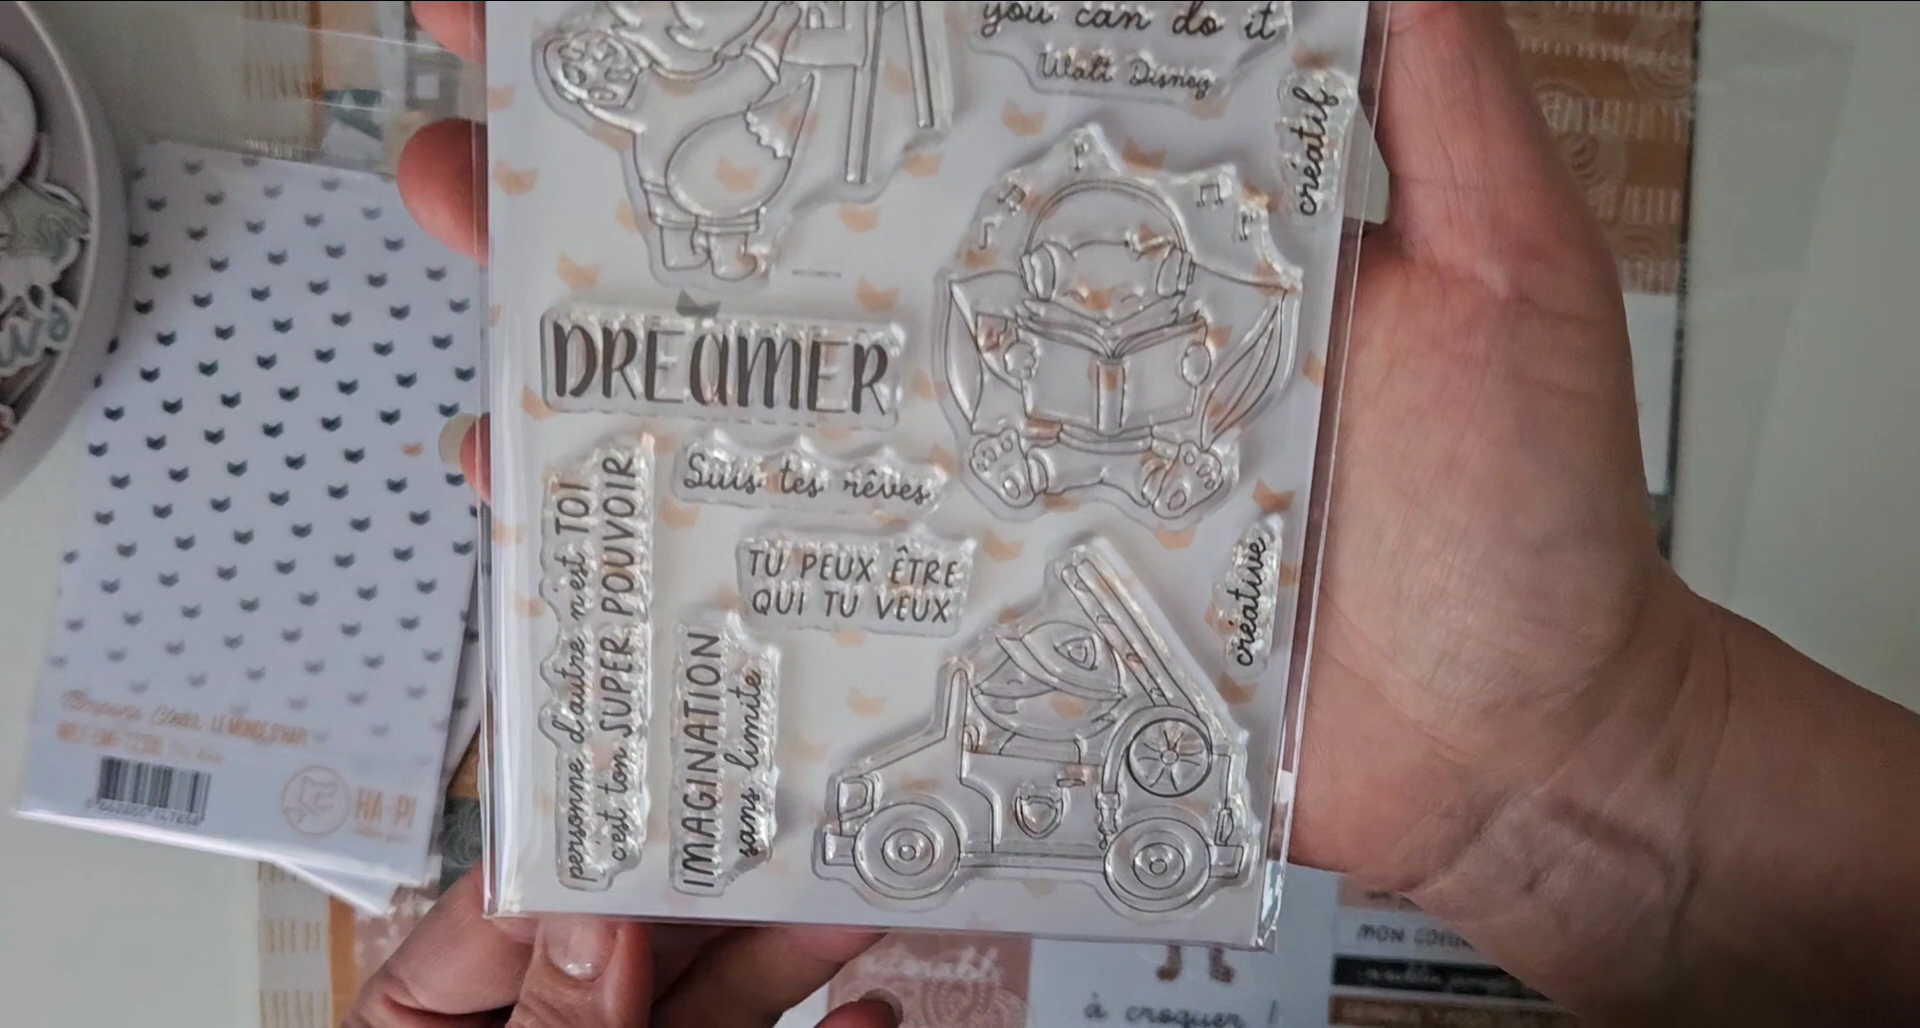 you can do it
Walt Disney
créatif
DREAMER
Suis tes rêves
personne d'autre n'est TOI
c'est ton SUPER POUVOIR
TU PEUX ÊTRE
QUI TU VEUX
IMAGINATION
sans limite
créative
HA PI
MON COEUR
à croquer